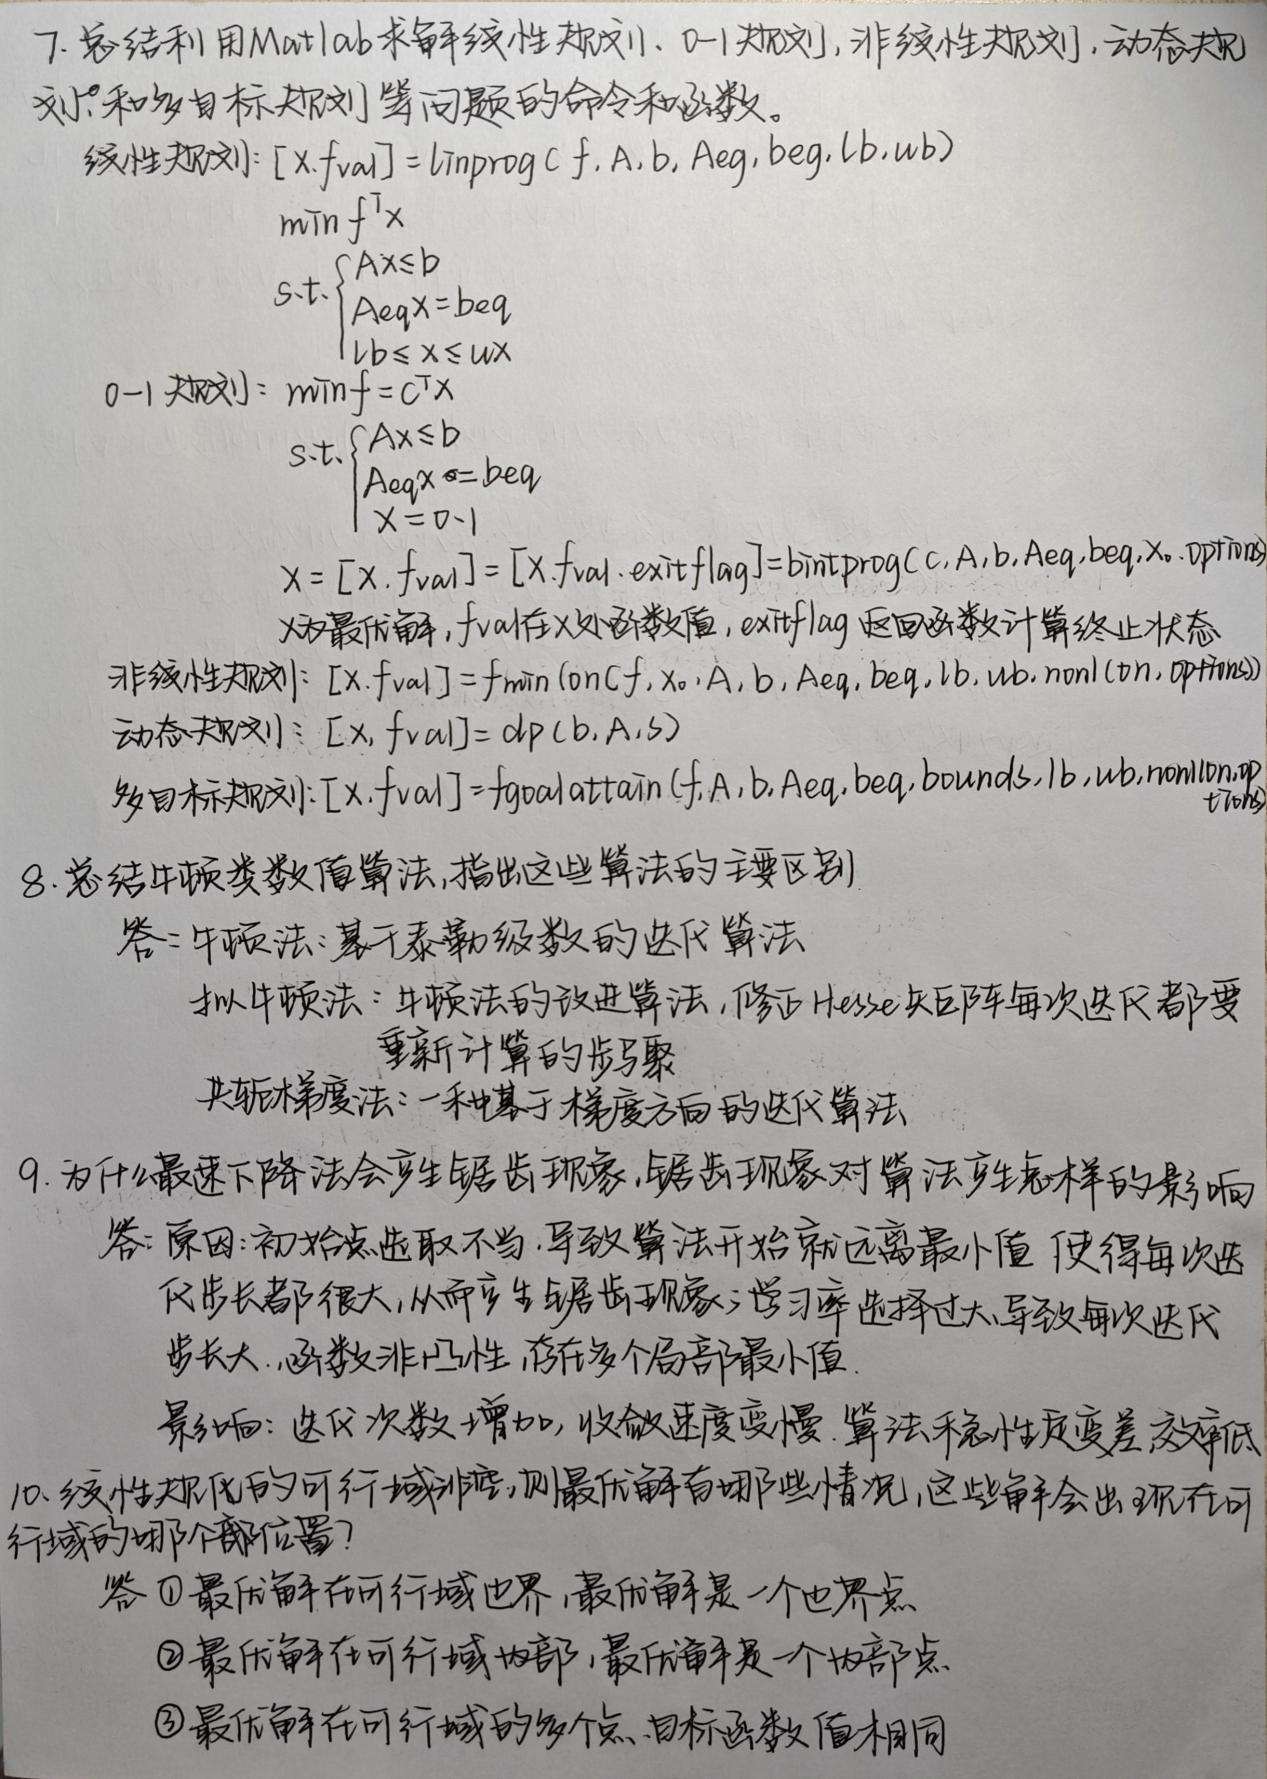 7. 总结利用Matlab求解线性规划、0-1规划,非线性规划,动态规
划和多目标规划等问题的命令和函数。
线性规划:[x.fval]=linprog(f,A,b,Aeq,beq,lb,ub)
min fᵀx
s.t. { Ax≤b
Aeqx=beq
lb≤x≤ux
0-1规划: min f=cᵀx
s.t. { Ax≤b
Aeqx=beq
x=0-1
x=[x.fval]=[x.fval.exitflag]=bintprog(c,A,b,Aeq,beq,x₀.options)
x为最优解,fval在x处函数值,exitflag返回函数计算终止状态
非线性规划: [x.fval]=fmincon(f,x₀,A,b,Aeq,beq,lb,ub,nonlcon,options))
动态规划: [x,fval]=dp(b,A,s)
多目标规划:[x.fval]=fgoalattain(f,A,b,Aeq,beq,bounds,lb,ub,nonlcon,op
tions)
8. 总结牛顿类数值算法,指出这些算法的主要区别
答: 牛顿法:基于泰勒级数的迭代算法
拟牛顿法: 牛顿法的改进算法,修正Hesse矩阵每次迭代都要
重新计算的步骤
共轭梯度法:一种基于梯度方向的迭代算法
9. 为什么最速下降法会产生锯齿现象,锯齿现象对算法产生怎样的影响
答: 原因:初始点选取不当,导致算法开始就远离最小值 使得每次迭
代步长都很大,从而产生锯齿现象;学习率选择过大,导致每次迭代
步长大.函数非凸性,存在多个局部最小值.
影响: 迭代次数增加,收敛速度变慢.算法稳性定变差,效率低
10. 线性规化的可行域非空,则最优解有哪些情况,这些解会出现在可
行域的哪个部位置?
答 ①最优解在可行域边界,最优解是一个边界点
②最优解在可行域内部,最优解是一个内部点
③最优解在可行域的多个点、目标函数值相同